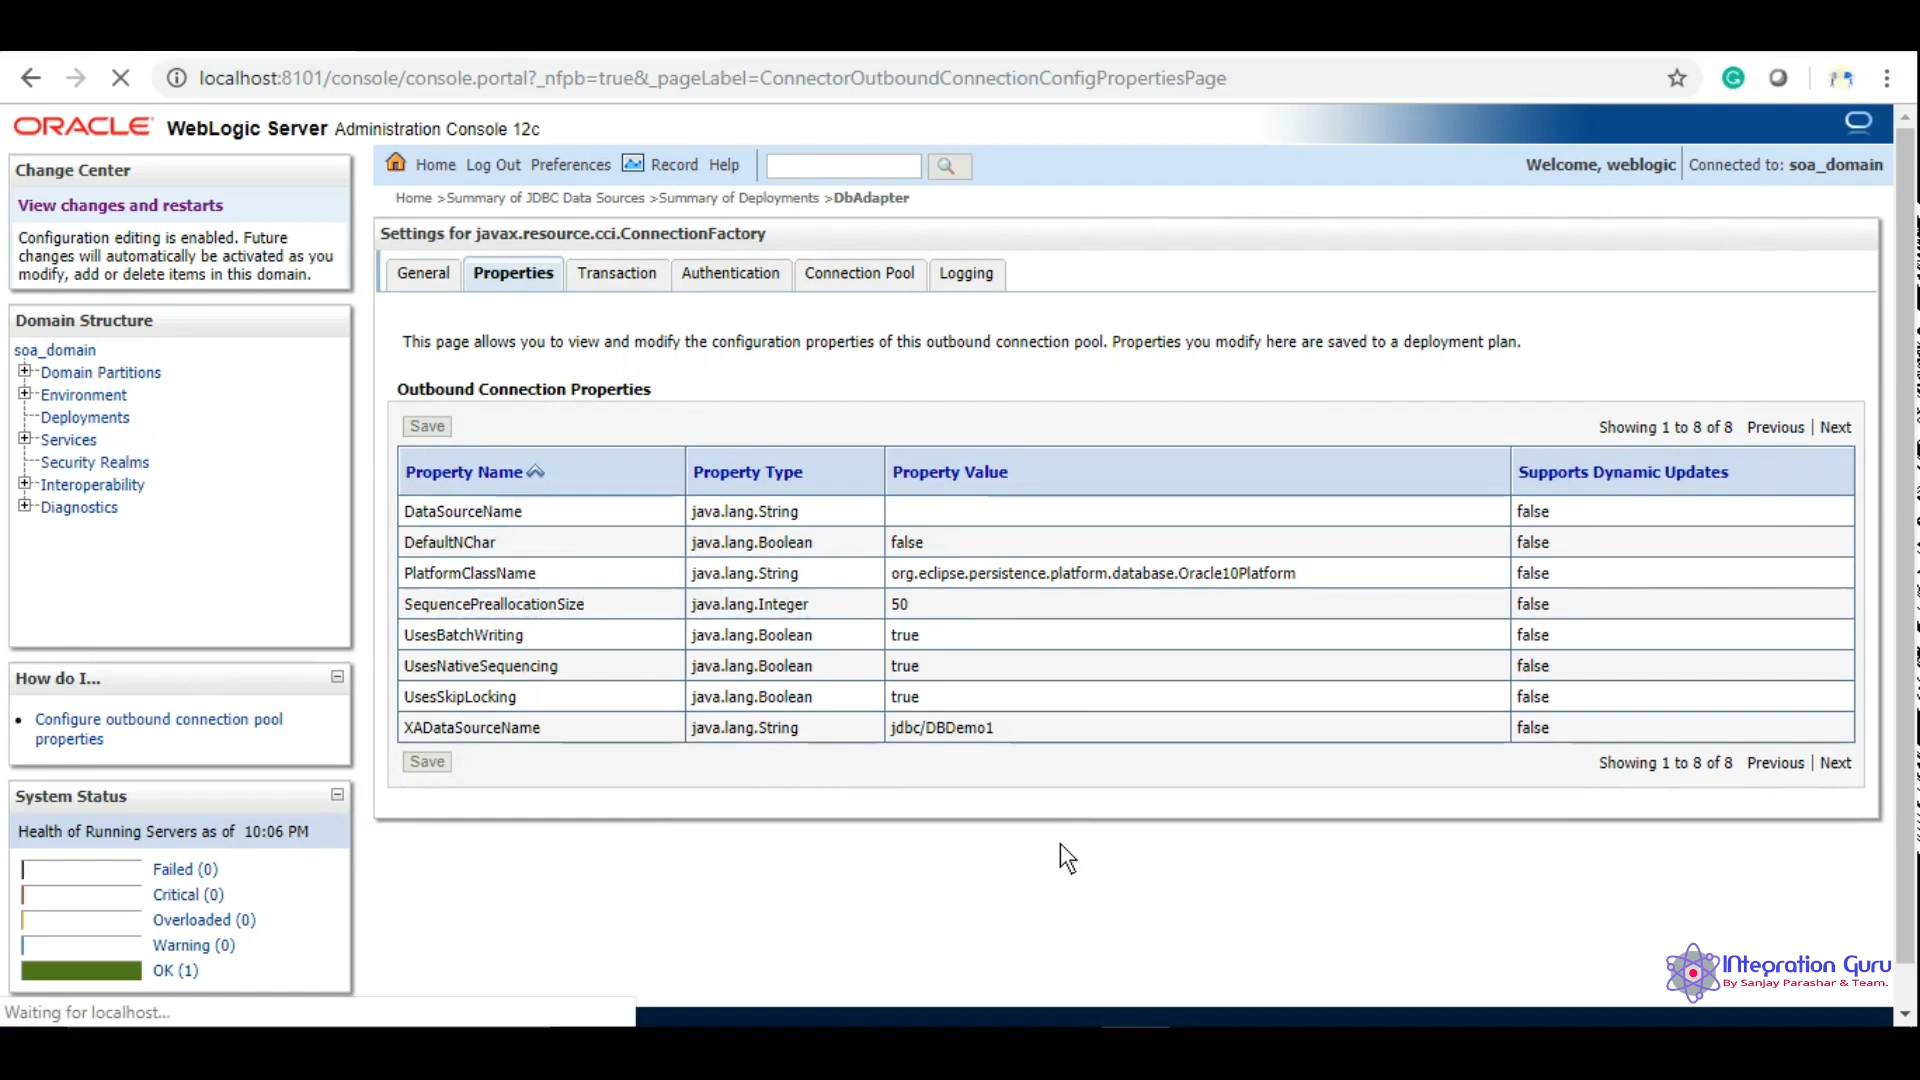 localhost:8101/console/console.portal?_nfpb=true&_pageLabel=ConnectorOutboundConnectionConfigPropertiesPage
ORACLE WebLogic Server Administration Console 12c
Change Center
View changes and restarts
Configuration editing is enabled. Future
changes will automatically be activated as you
modify, add or delete items in this domain.
Domain Structure
soa_domain
Domain Partitions
Environment
Deployments
Services
Security Realms
Interoperability
Diagnostics
How do I...
Configure outbound connection pool
properties
System Status
Health of Running Servers as of 10:06 PM
Failed (0)
Critical (0)
Overloaded (0)
Warning (0)
OK (1)
Waiting for localhost...
Home Log Out Preferences Record Help
Welcome, weblogic Connected to: soa_domain
Home >Summary of JDBC Data Sources >Summary of Deployments >DbAdapter
Settings for javax.resource.cci.ConnectionFactory
General Properties Transaction Authentication Connection Pool Logging
This page allows you to view and modify the configuration properties of this outbound connection pool. Properties you modify here are saved to a deployment plan.
Outbound Connection Properties
Save Showing 1 to 8 of 8 Previous | Next
Property Name Property Type Property Value Supports Dynamic Updates
DataSourceName java.lang.String false
DefaultNChar java.lang.Boolean false false
PlatformClassName java.lang.String org.eclipse.persistence.platform.database.Oracle10Platform false
SequencePreallocationSize java.lang.Integer 50 false
UsesBatchWriting java.lang.Boolean true false
UsesNativeSequencing java.lang.Boolean true false
UsesSkipLocking java.lang.Boolean true false
XADataSourceName java.lang.String jdbc/DBDemo1 false
Save Showing 1 to 8 of 8 Previous | Next
INtegration Guru
By Sanjay Parashar & Team.